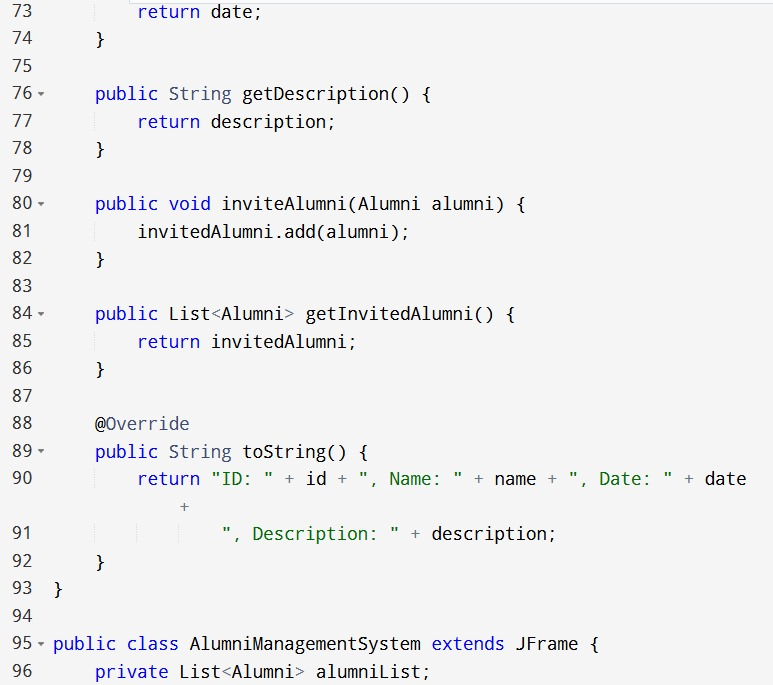 73 return date;
74 }
75
76 public String getDescription() {
77 return description;
78 }
79
80 public void inviteAlumni(Alumni alumni) {
81 invitedAlumni.add(alumni);
82 }
83
84 public List<Alumni> getInvitedAlumni() {
85 return invitedAlumni;
86 }
87
88 @Override
89 public String toString() {
90 return "ID: " + id + ", Name: " + name + ", Date: " + date
+
91 ", Description: " + description;
92 }
93 }
94
95 public class AlumniManagementSystem extends JFrame {
96 private List<Alumni> alumniList;